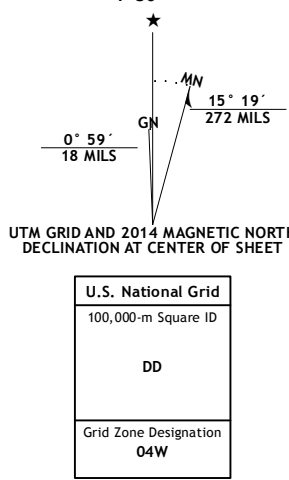 MN
GN
0° 59´
18 MILS
15° 19´
272 MILS
UTM GRID AND 2014 MAGNETIC NORTH
DECLINATION AT CENTER OF SHEET
U.S. National Grid
100,000-m Square ID
DD
Grid Zone Designation
04W